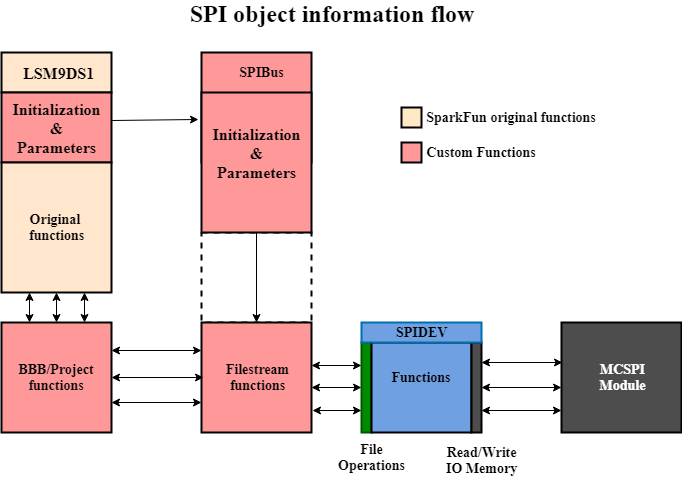 SPI object information flow
LSM9DS1
Initialization
&
Parameters
Original
functions
BBB/Project
functions
SPIBus
Initialization
&
Parameters
Filestream
functions
SparkFun original functions
Custom Functions
SPIDEV
Functions
File
Operations
Read/Write
IO Memory
MCSPI
Module